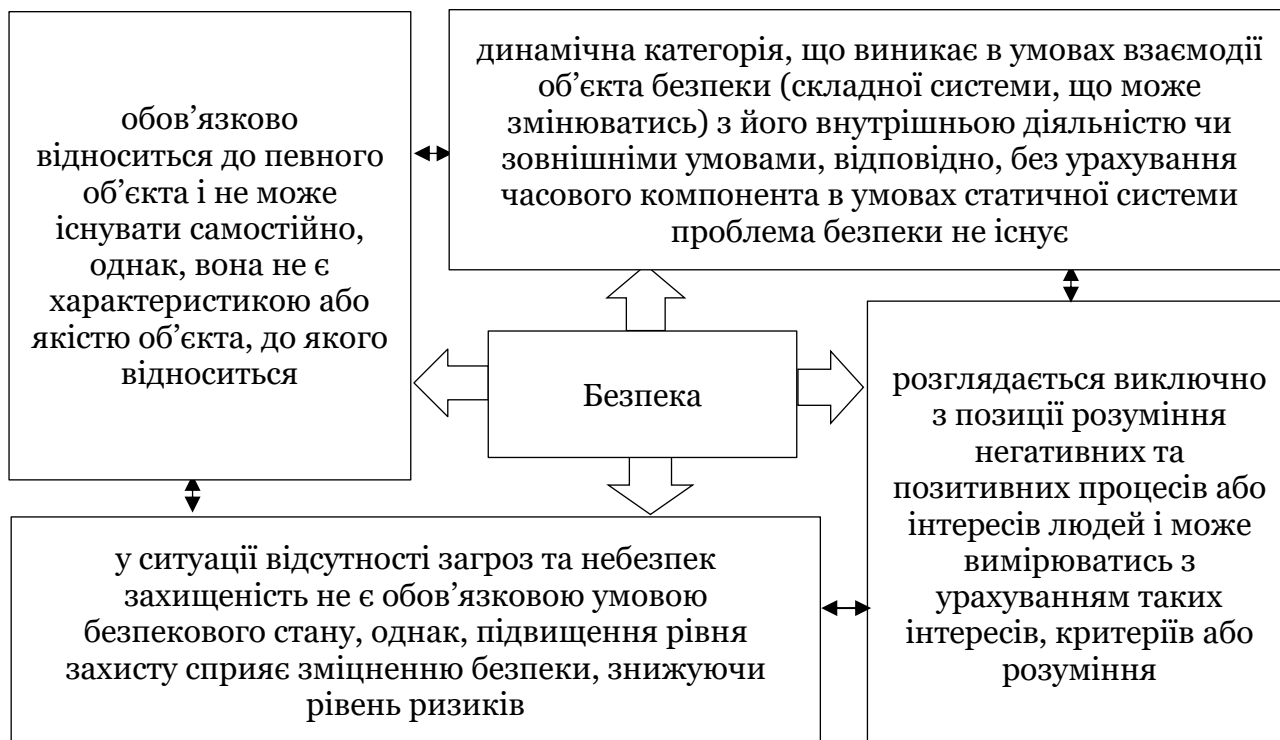 обов’язково
відноситься до певного
об’єкта і не може
існувати самостійно,
однак, вона не є
характеристикою або
якістю об’єкта, до якого
відноситься
динамічна категорія, що виникає в умовах взаємодії
об’єкта безпеки (складної системи, що може
змінюватись) з його внутрішньою діяльністю чи
зовнішніми умовами, відповідно, без урахування
часового компонента в умовах статичної системи
проблема безпеки не існує
Безпека
розглядається виключно
з позиції розуміння
негативних та
позитивних процесів або
інтересів людей і може
вимірюватись з
урахуванням таких
інтересів, критеріїв або
розуміння
у ситуації відсутності загроз та небезпек
захищеність не є обов’язковою умовою
безпекового стану, однак, підвищення рівня
захисту сприяє зміцненню безпеки, знижуючи
рівень ризиків